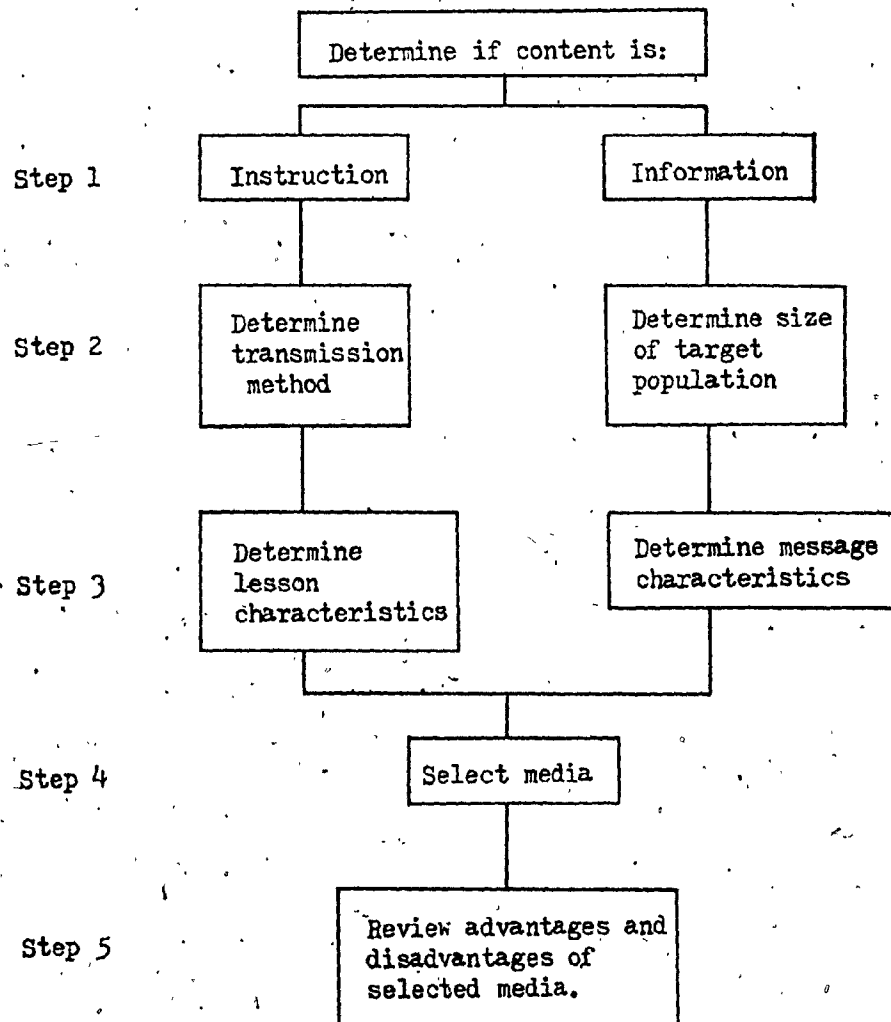 Determine if content is:
Step 1
Instruction
Information
Step 2
Determine
transmission
method
Determine size
of target
population
Step 3
Determine
lesson
characteristics
Determine message
characteristics
Step 4
Select media
Step 5
Review advantages and
disadvantages of
selected media.